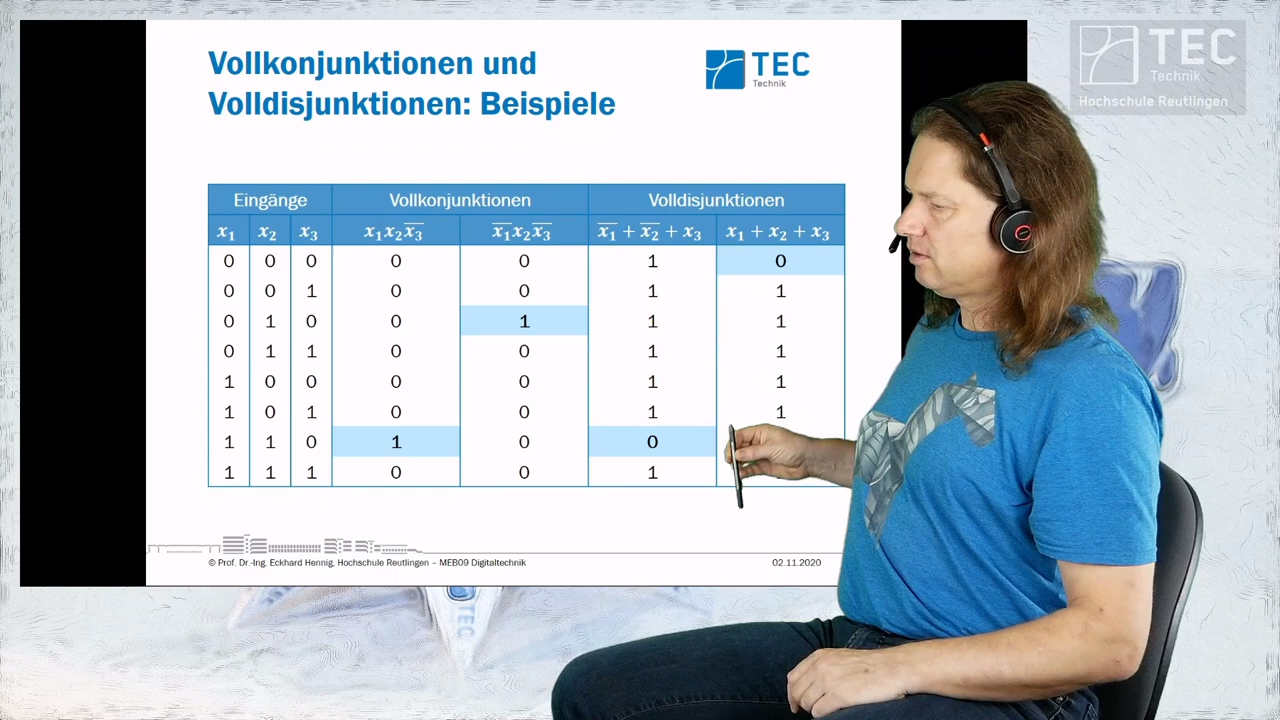 Vollkonjunktionen und
Volldisjunktionen: Beispiele
TEC
Technik
TEC
Technik
Hochschule Reutlingen
Eingänge Vollkonjunktionen Volldisjunktionen
x₁ x₂ x₃ x₁x₂x̅₃ x̅₁x₂x̅₃ x̅₁ + x̅₂ + x₃ x₁ + x₂ + x₃
0 0 0 0 0 1 0
0 0 1 0 0 1 1
0 1 0 0 1 1 1
0 1 1 0 0 1 1
1 0 0 0 0 1 1
1 0 1 0 0 1 1
1 1 0 1 0 0
1 1 1 0 0 1
© Prof. Dr.-Ing. Eckhard Hennig, Hochschule Reutlingen – MEB09 Digitaltechnik
02.11.2020
TEC